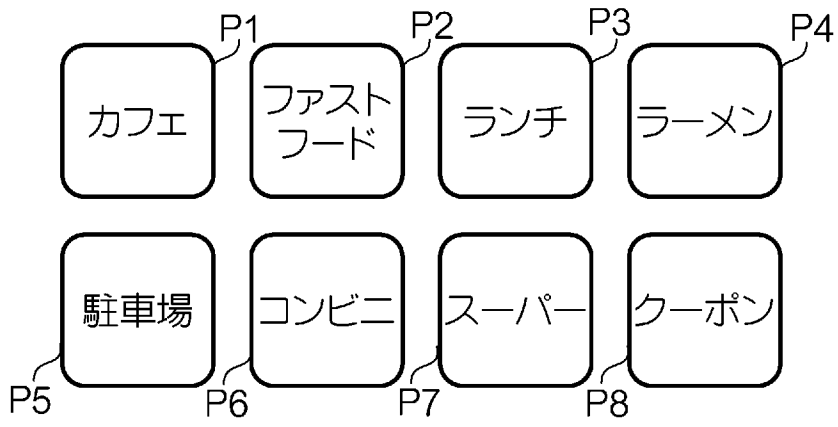 P1
P2
P3
P4
カフェ
ファスト
フード
ランチ
ラーメン
駐車場
コンビニ
スーパー
クーポン
P5
P6
P7
P8